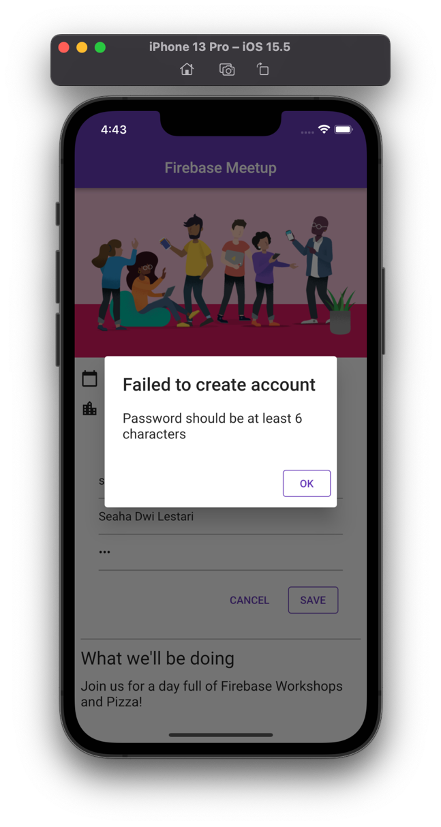 iPhone 13 Pro – iOS 15.5
4:43
Firebase Meetup
Failed to create account
Password should be at least 6
characters
OK
s
Seaha Dwi Lestari
•••
CANCEL
SAVE
What we'll be doing
Join us for a day full of Firebase Workshops
and Pizza!